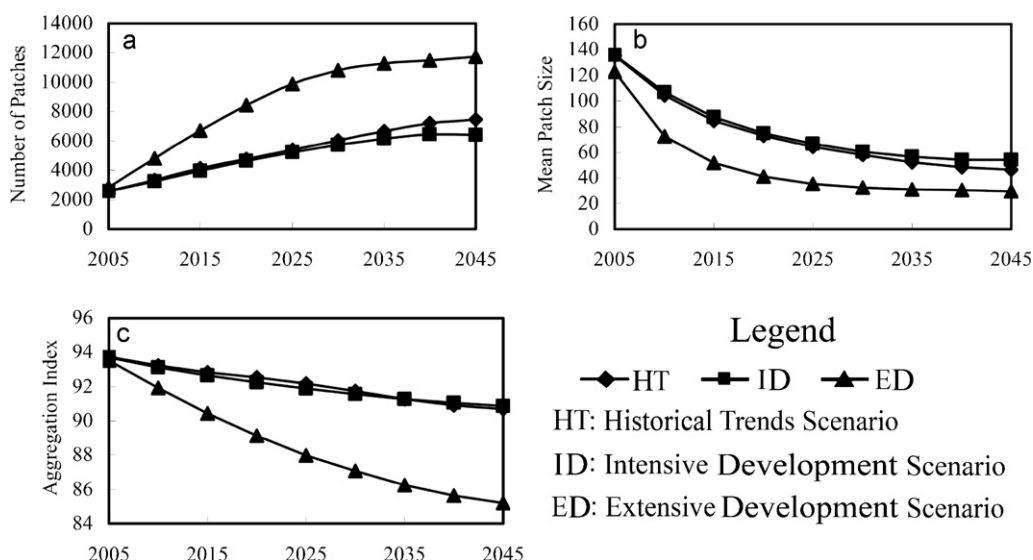 a
Number of Patches
14000
12000
10000
8000
6000
4000
2000
0
2005 2015 2025 2035 2045
b
Mean Patch Size
160
140
120
100
80
60
40
20
0
2005 2015 2025 2035 2045
c
Aggregation Index
96
94
92
90
88
86
84
2005 2015 2025 2035 2045
Legend
HT ID ED
HT: Historical Trends Scenario
ID: Intensive Development Scenario
ED: Extensive Development Scenario